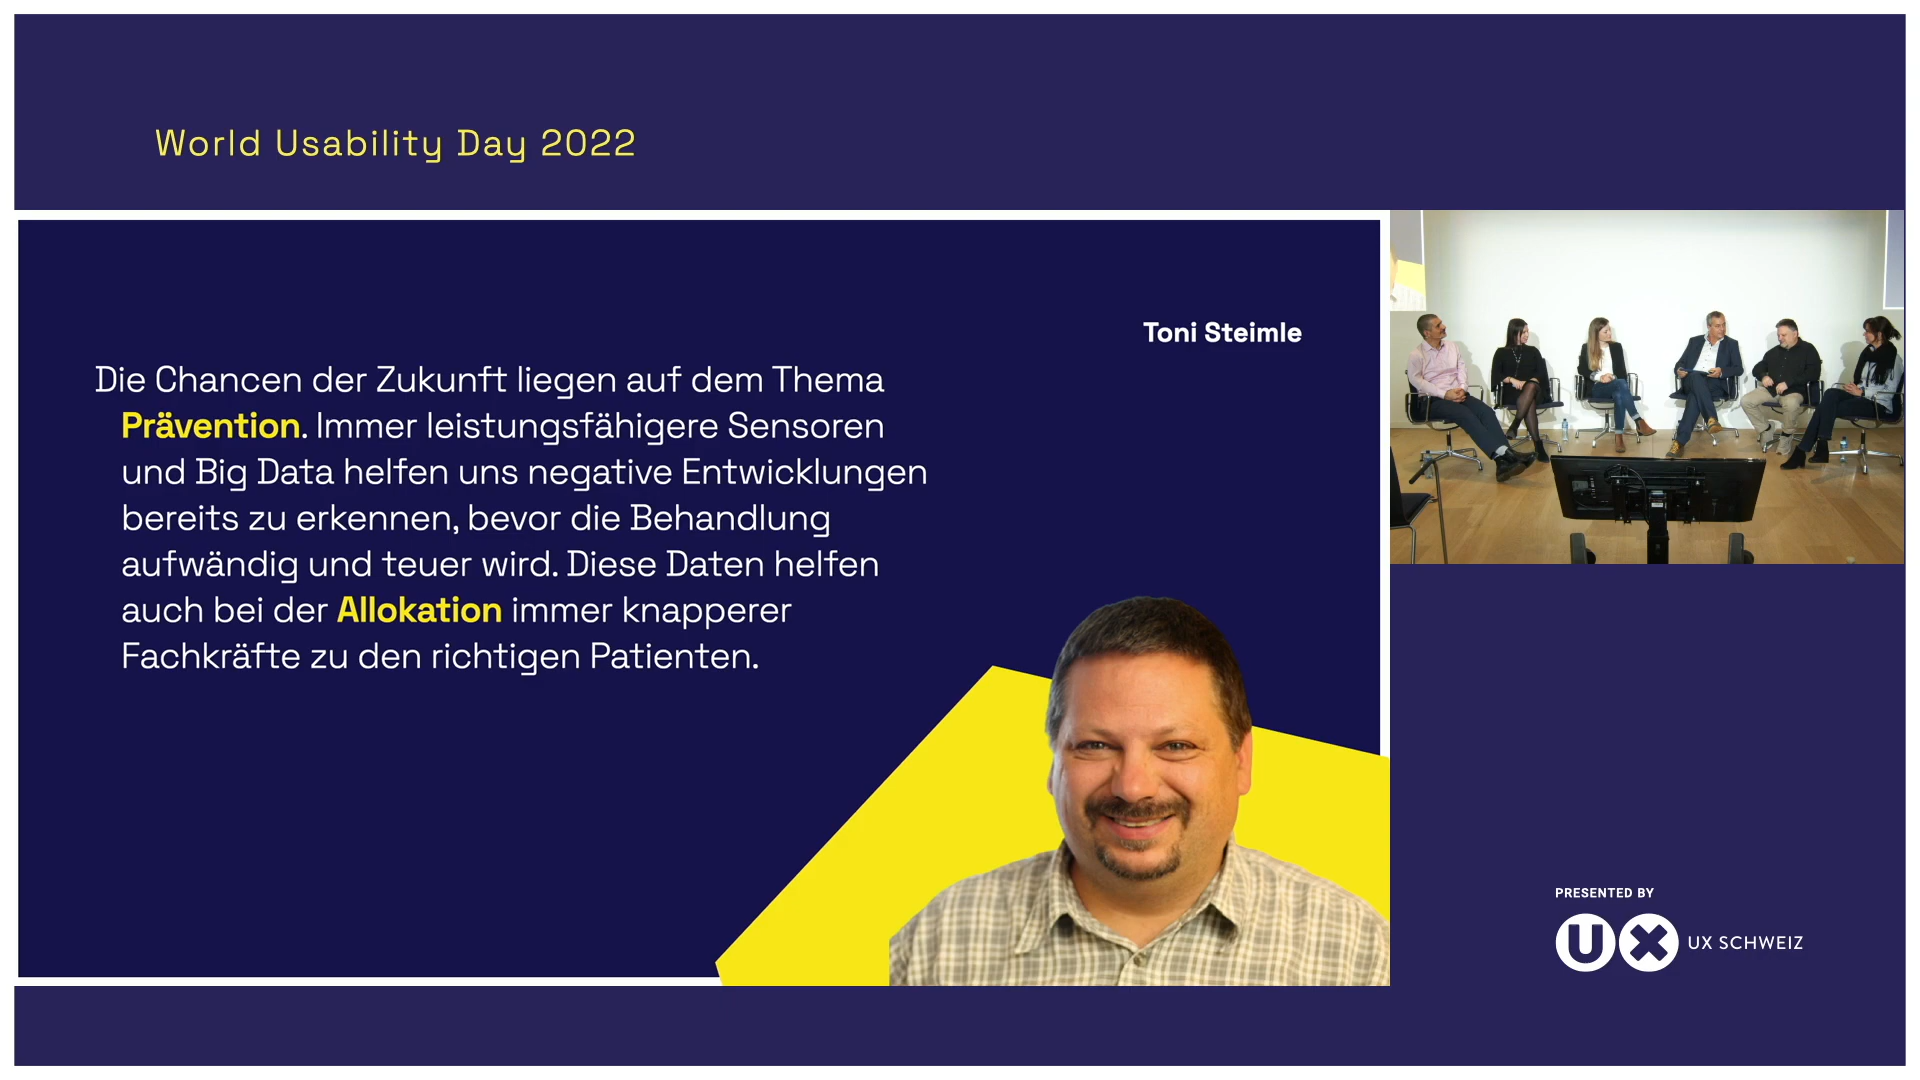 World Usability Day 2022
Toni Steimle
Die Chancen der Zukunft liegen auf dem Thema
Prävention. Immer leistungsfähigere Sensoren
und Big Data helfen uns negative Entwicklungen
bereits zu erkennen, bevor die Behandlung
aufwändig und teuer wird. Diese Daten helfen
auch bei der Allokation immer knapperer
Fachkräfte zu den richtigen Patienten.
PRESENTED BY
UX UX SCHWEIZ